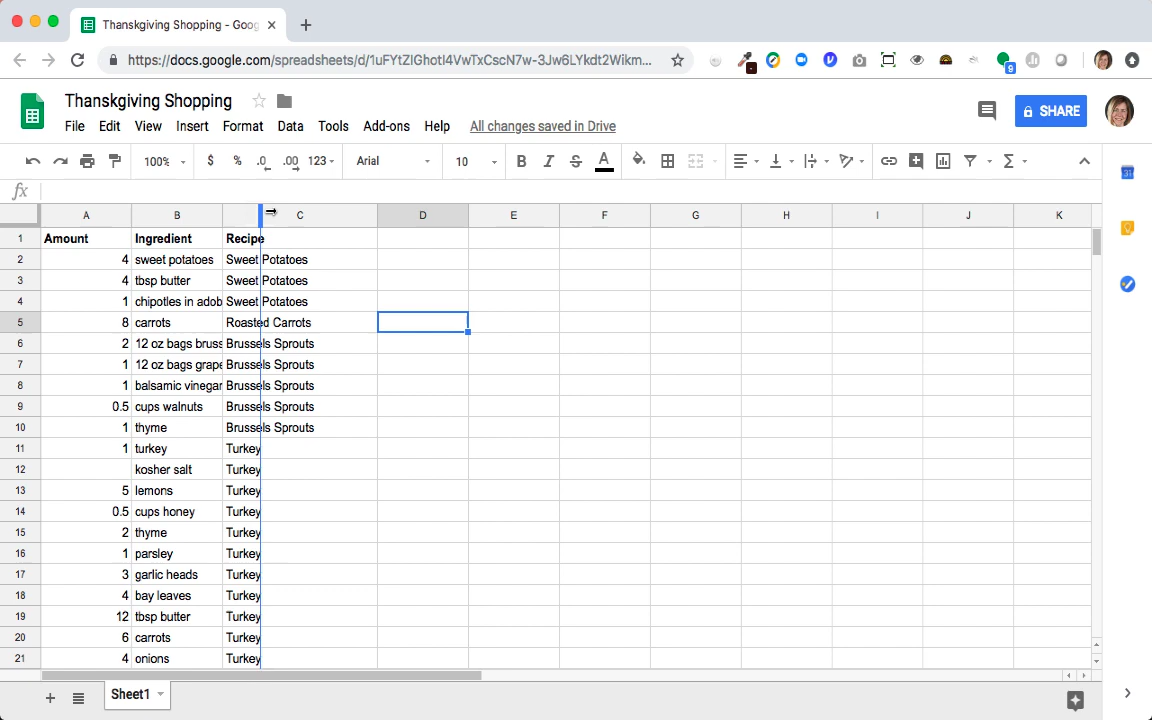 Thanskgiving Shopping - Goog
https://docs.google.com/spreadsheets/d/1uFYtZIGhotI4VwTxCscN7w-3Jw6LYkdt2Wikm...
9
Thanskgiving Shopping
File Edit View Insert Format Data Tools Add-ons Help All changes saved in Drive
SHARE
100% $ % .0 .00 123 Arial 10 B I S A Σ
31
fx
A B C D E F G H I J K
1 Amount Ingredient Recipe
2 4 sweet potatoes Sweet Potatoes
3 4 tbsp butter Sweet Potatoes
4 1 chipotles in adob Sweet Potatoes
5 8 carrots Roasted Carrots
6 2 12 oz bags bruss Brussels Sprouts
7 1 12 oz bags grape Brussels Sprouts
8 1 balsamic vinegar Brussels Sprouts
9 0.5 cups walnuts Brussels Sprouts
10 1 thyme Brussels Sprouts
11 1 turkey Turkey
12 kosher salt Turkey
13 5 lemons Turkey
14 0.5 cups honey Turkey
15 2 thyme Turkey
16 1 parsley Turkey
17 3 garlic heads Turkey
18 4 bay leaves Turkey
19 12 tbsp butter Turkey
20 6 carrots Turkey
21 4 onions Turkey
Sheet1